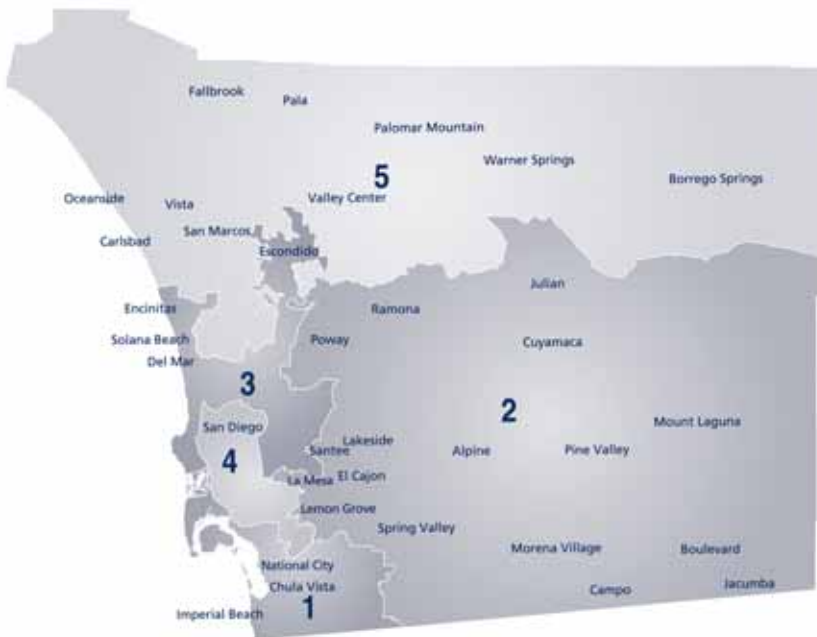 Fallbrook
Pala
Palomar Mountain
Warner Springs
Borrego Springs
5
Oceanside
Vista
Valley Center
San Marcos
Carlsbad
Escondido
Julian
Encinitas
Ramona
Solana Beach
Poway
Cuyamaca
Del Mar
3
2
Mount Laguna
San Diego
Lakeside
Santee
Alpine
Pine Valley
4
La Mesa
El Cajon
Lemon Grove
Spring Valley
Morena Village
Boulevard
National City
Chula Vista
Campo
Jacumba
1
Imperial Beach